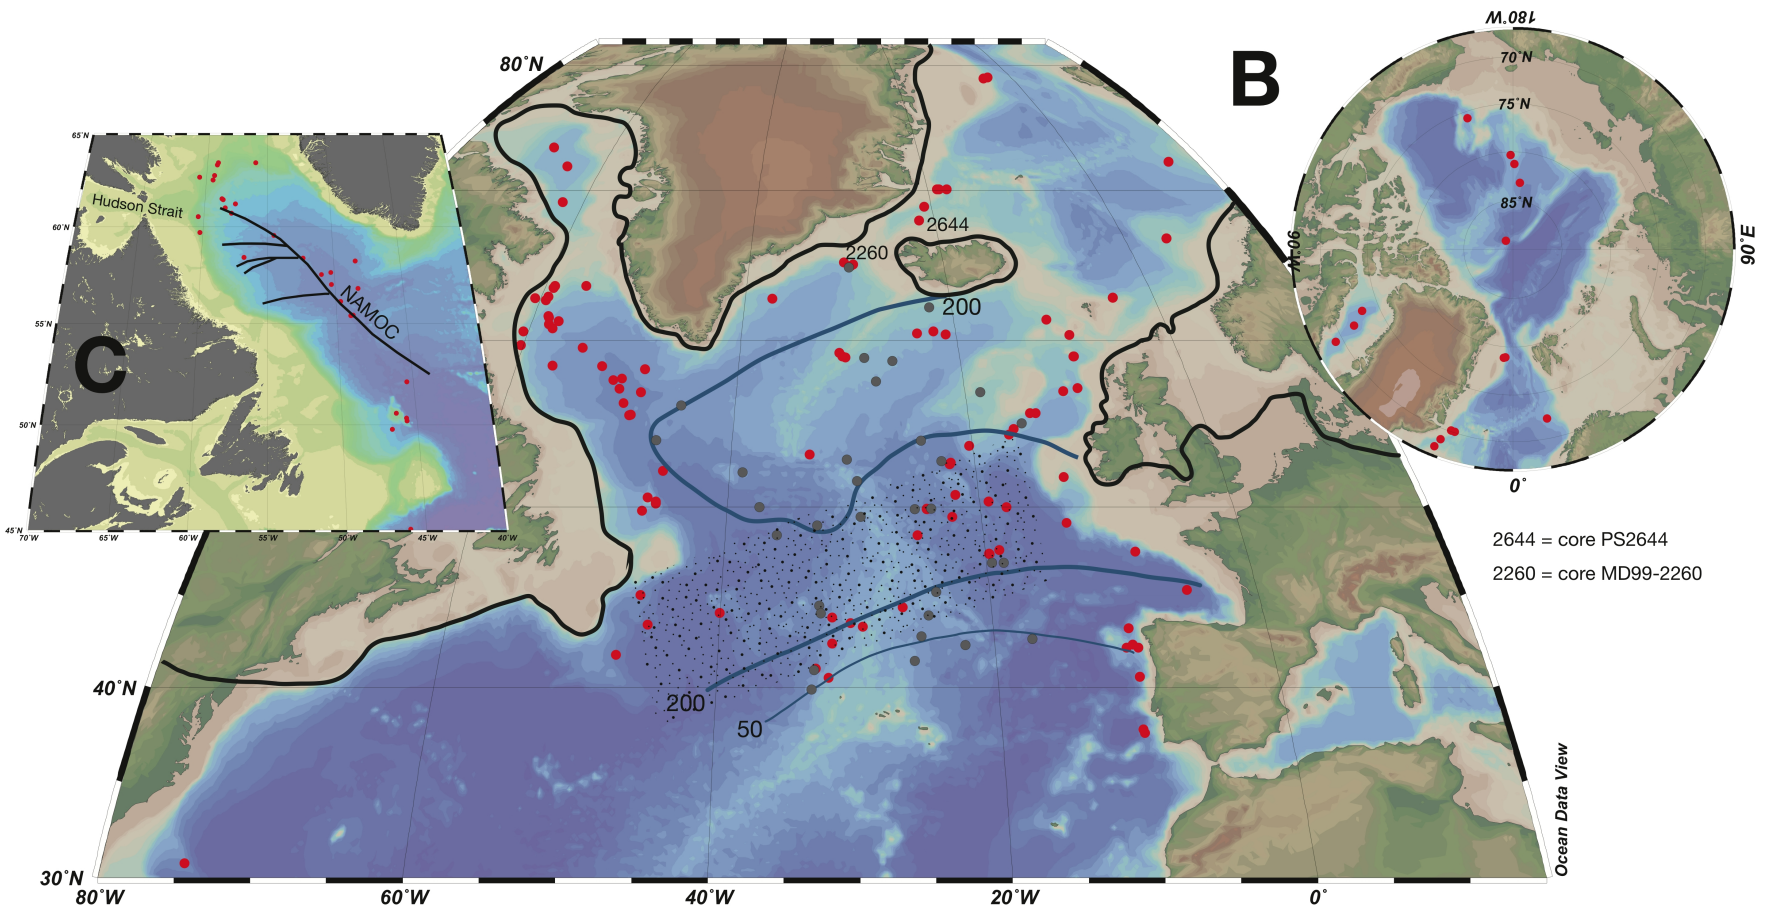 180°W
70°N
B
80°N
75°N
65°N
85°N
Hudson Strait
60°N
2644
90°W
90°E
2260
NAMOC
200
55°N
C
50°N
0°
45°N
70°W
65°W
60°W
55°W
50°W
45°W
40°W
2644 = core PS2644
2260 = core MD99-2260
40°N
200
50
Ocean Data View
30°N
80°W
60°W
40°W
20°W
0°